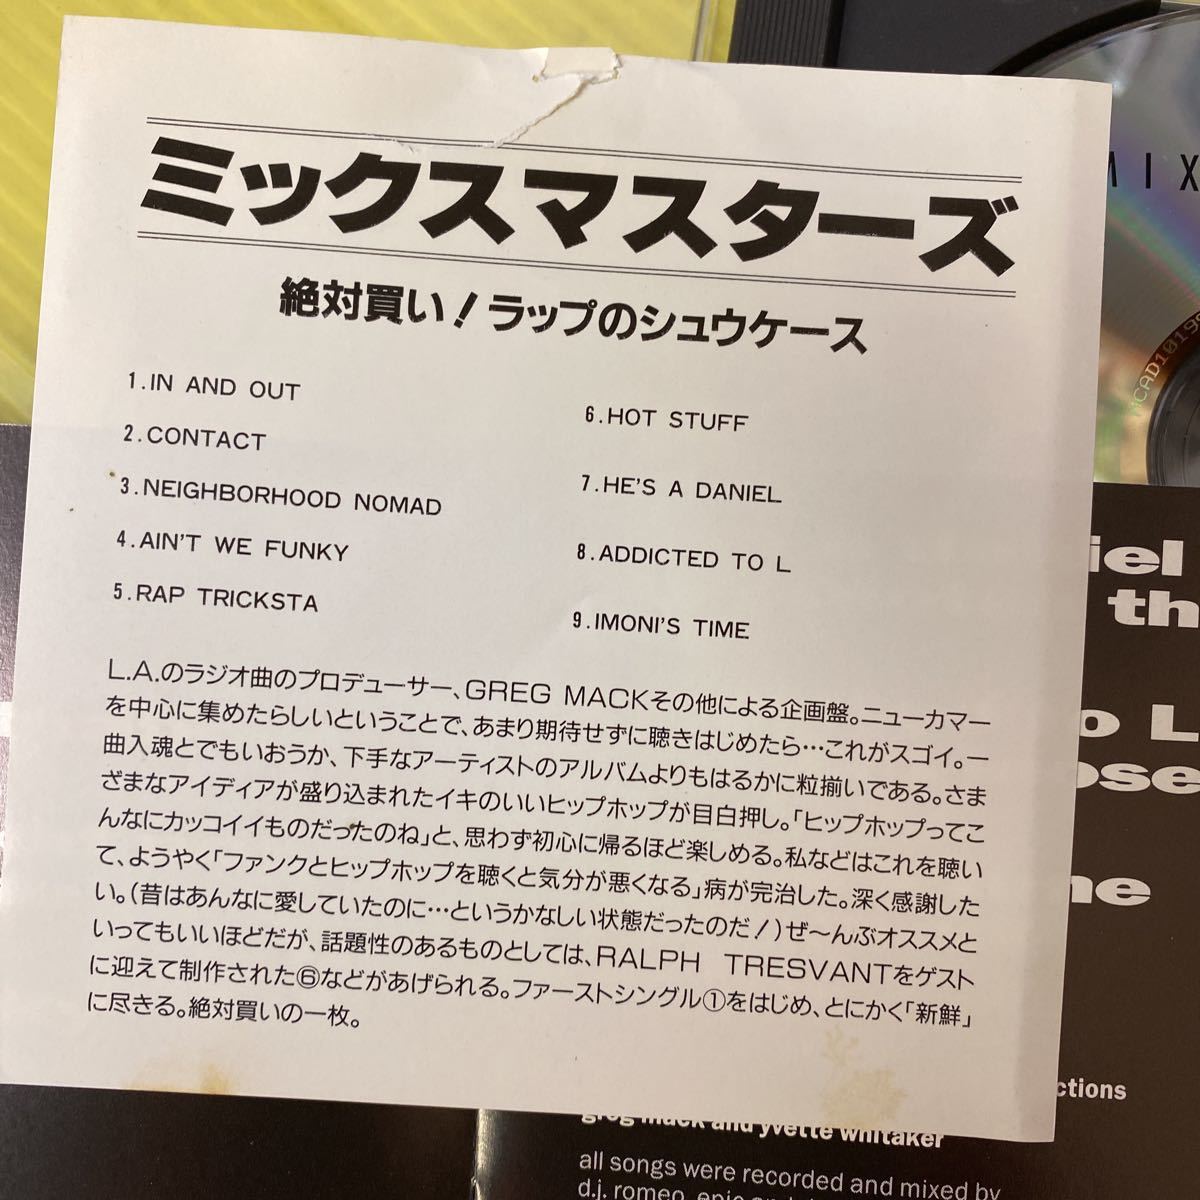 ミックスマスターズ
絶対買い!ラップのシュウケース
1.IN AND OUT
2.CONTACT
3.NEIGHBORHOOD NOMAD
4.AIN'T WE FUNKY
5.RAP TRICKSTA
6.HOT STUFF
7.HE'S A DANIEL
8.ADDICTED TO L
9.IMONI'S TIME
L.A.のラジオ曲のプロデューサー、GREG MACKその他による企画盤。ニューカマー
を中心に集めたらしいということで、あまり期待せずに聴きはじめたら…これがスゴイ。一
曲入魂とでもいおうか、下手なアーティストのアルバムよりもはるかに粒揃いである。さま
ざまなアイディアが盛り込まれたイキのいいヒップホップが目白押し。「ヒップホップってこ
んなにカッコイイものだったのね」と、思わず初心に帰るほど楽しめる。私などはこれを聴い
て、ようやく「ファンクとヒップホップを聴くと気分が悪くなる」病が完治した。深く感謝した
い。(昔はあんなに愛していたのに…というかなしい状態だったのだ!)ぜ〜んぶオススメと
いってもいいほどだが、話題性のあるものとしては、RALPH TRESVANTをゲスト
に迎えて制作された⑥などがあげられる。ファーストシングル①をはじめ、とにかく「新鮮」
に尽きる。絶対買いの一枚。
MIX
MCAD10199
iel
th
o L
ose
me
ctions
greg mack and yvette whitaker
all songs were recorded and mixed by
d.j. romeo, epic and